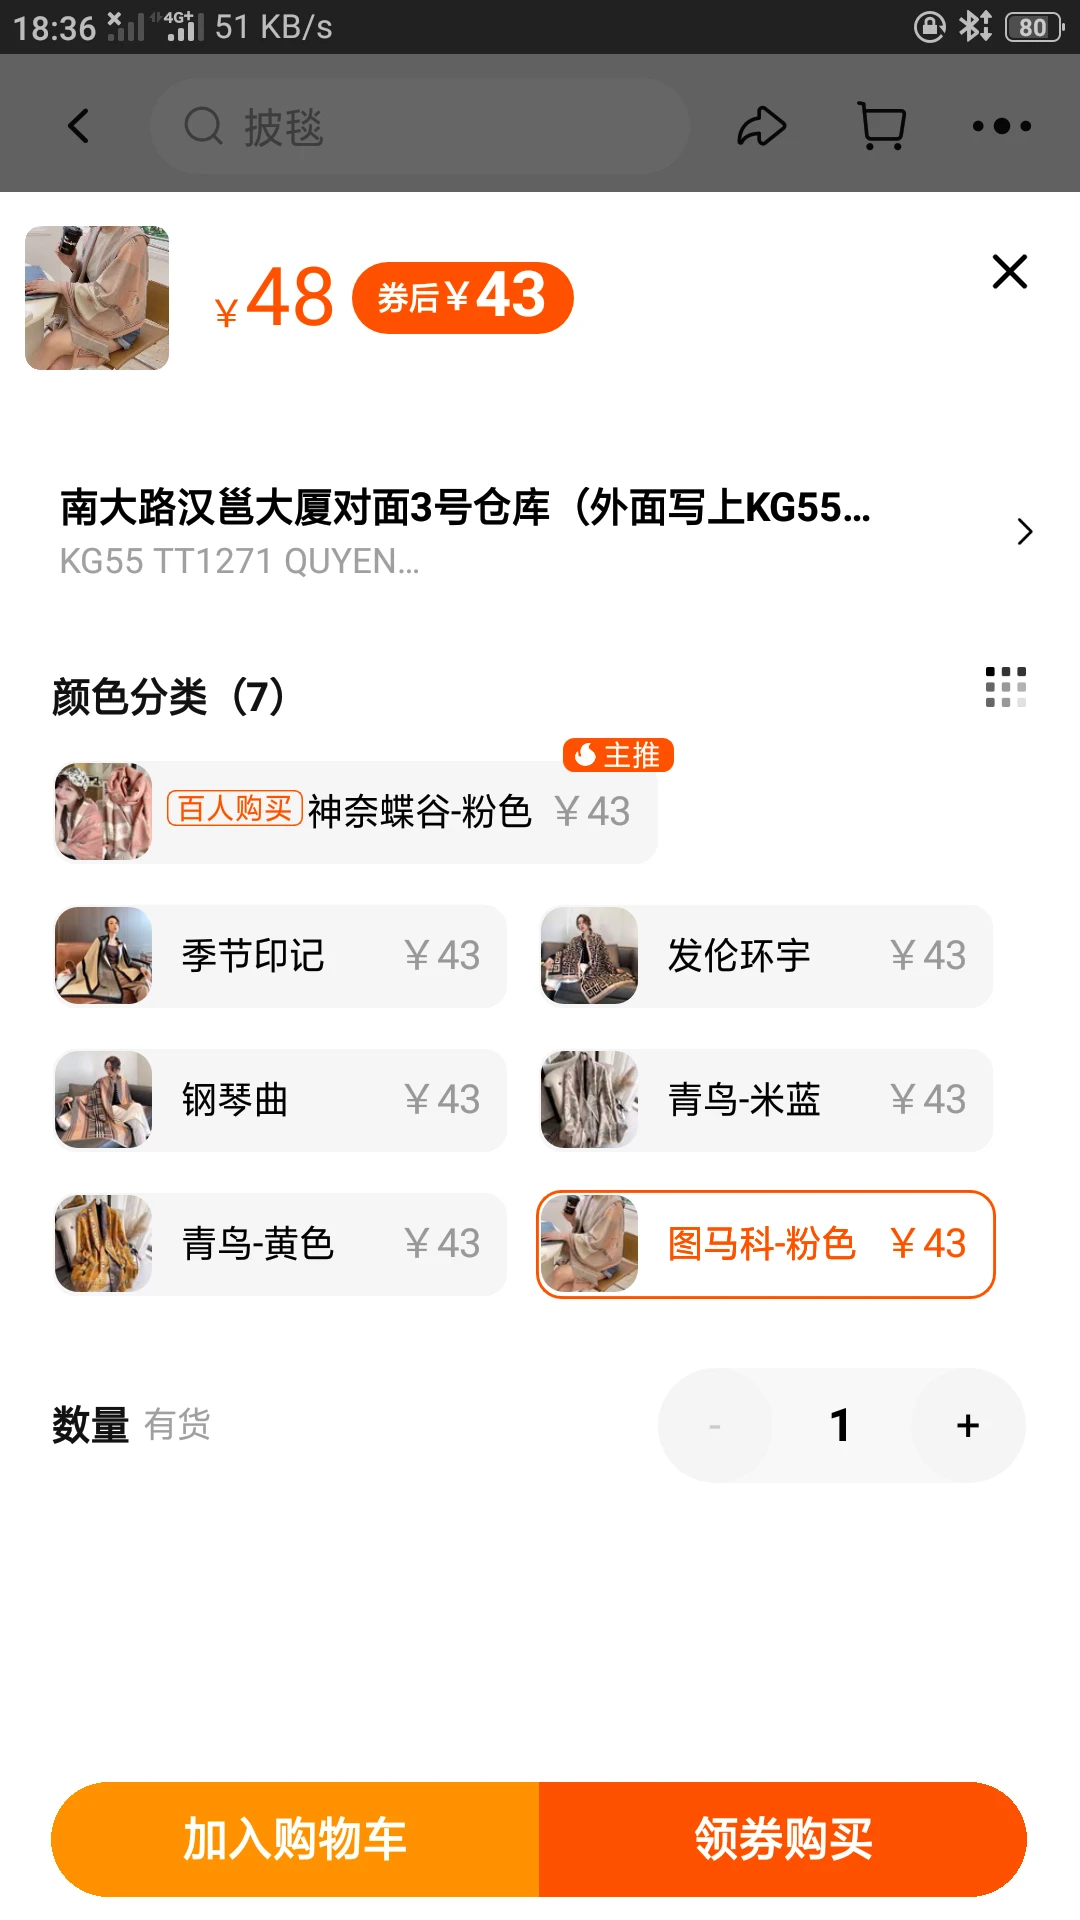 18:36 4G+ 51 KB/s 80
披毯
¥48 券后¥43
南大路汉邕大厦对面3号仓库（外面写上KG55...
KG55 TT1271 QUYEN...
颜色分类（7）
主推
百人购买 神奈蝶谷-粉色 ¥43
季节印记 ¥43 发伦环宇 ¥43
钢琴曲 ¥43 青鸟-米蓝 ¥43
青鸟-黄色 ¥43 图马科-粉色 ¥43
数量 有货 - 1 +
加入购物车 领券购买